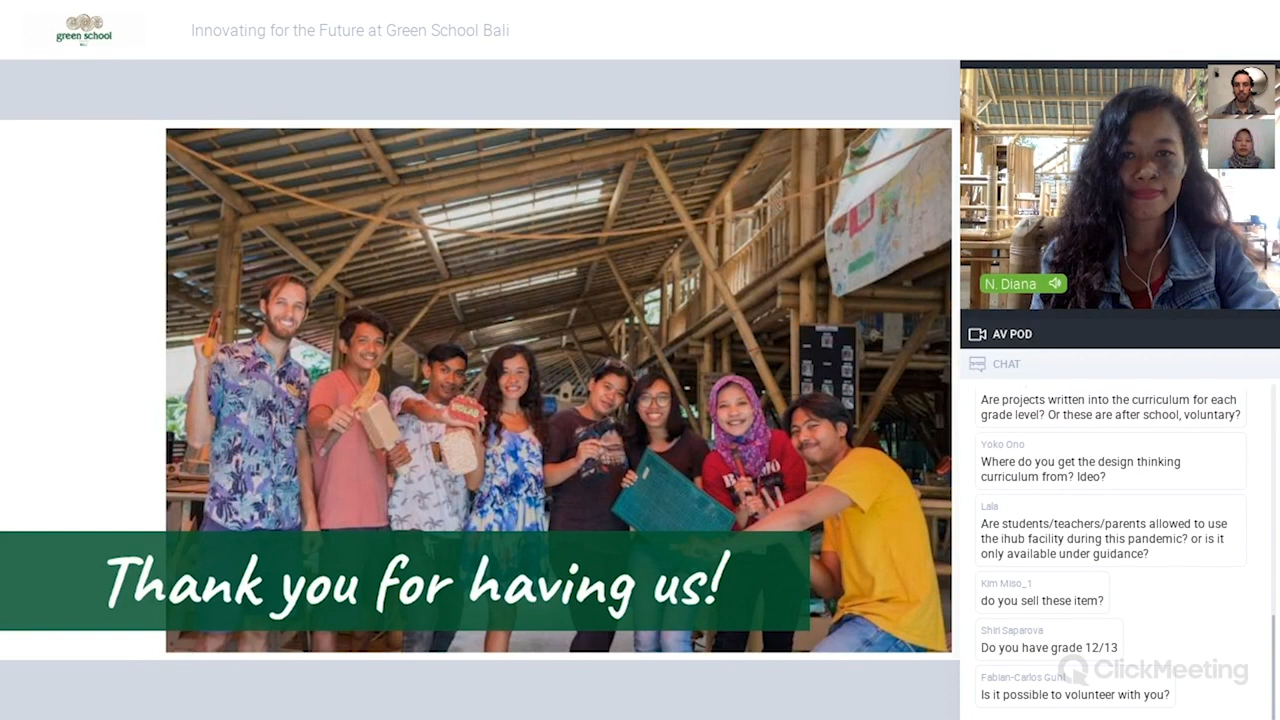 green school
Innovating for the Future at Green School Bali
Thank you for having us!
N. Diana
AV POD
CHAT
Are projects written into the curriculum for each
grade level? Or these are after school, voluntary?
Yoko Ono
Where do you get the design thinking
curriculum from? Ideo?
Lala
Are students/teachers/parents allowed to use
the ihub facility during this pandemic? or is it
only available under guidance?
Kim Miso_1
do you sell these item?
Shiri Saparova
Do you have grade 12/13
Fabian-Carlos Guhl
Is it possible to volunteer with you?
ClickMeeting